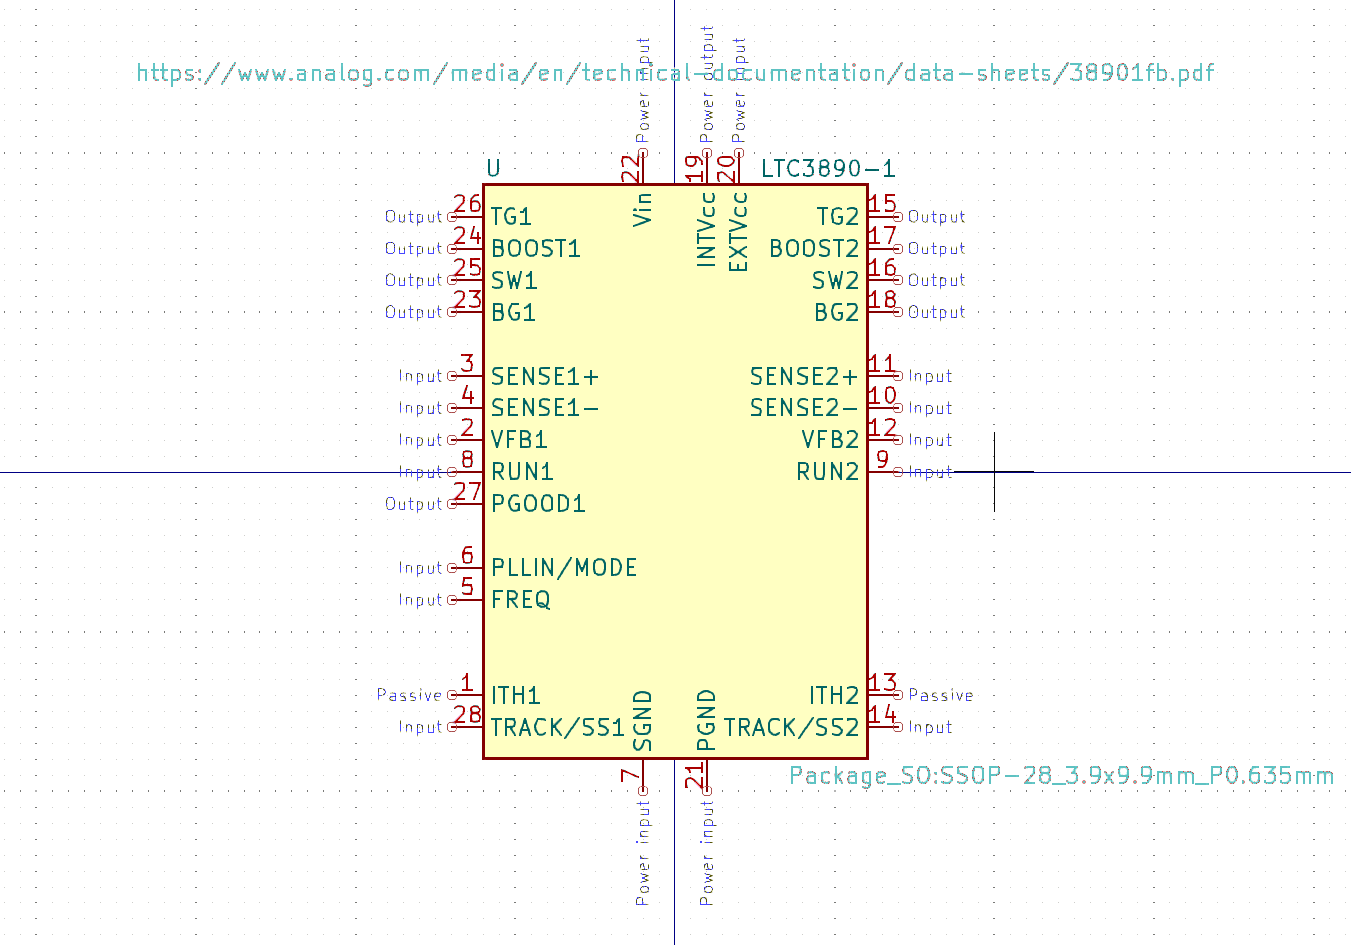 Power input
Power output
Power input
https://www.analog.com/media/en/technical-documentation/data-sheets/38901fb.pdf
22
19
20
U
LTC3890-1
Vin
INTVcc
EXTVcc
Output 26 TG1
TG2 15 Output
Output 24 BOOST1
BOOST2 17 Output
Output 25 SW1
SW2 16 Output
Output 23 BG1
BG2 18 Output
Input 3 SENSE1+
SENSE2+ 11 Input
Input 4 SENSE1-
SENSE2- 10 Input
Input 2 VFB1
VFB2 12 Input
Input 8 RUN1
RUN2 9 Input
Output 27 PGOOD1
Input 6 PLLIN/MODE
Input 5 FREQ
Passive 1 ITH1
ITH2 13 Passive
Input 28 TRACK/SS1
TRACK/SS2 14 Input
SGND
PGND
7
21
Package_SO:SSOP-28_3.9x9.9mm_P0.635mm
Power input
Power input